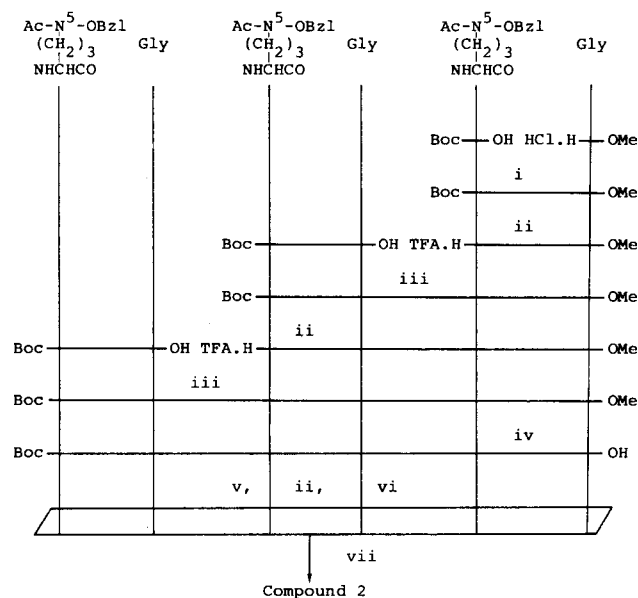 Ac-N⁵-OBzl Ac-N⁵-OBzl Ac-N⁵-OBzl
(CH₂)₃ Gly (CH₂)₃ Gly (CH₂)₃ Gly
NHCHCO NHCHCO NHCHCO
Boc OH HCl.H OMe
i
Boc OMe
ii
Boc OH TFA.H OMe
iii
Boc OMe
ii
Boc OH TFA.H OMe
iii
Boc OMe
iv
Boc OH
v, ii, vi
vii
Compound 2